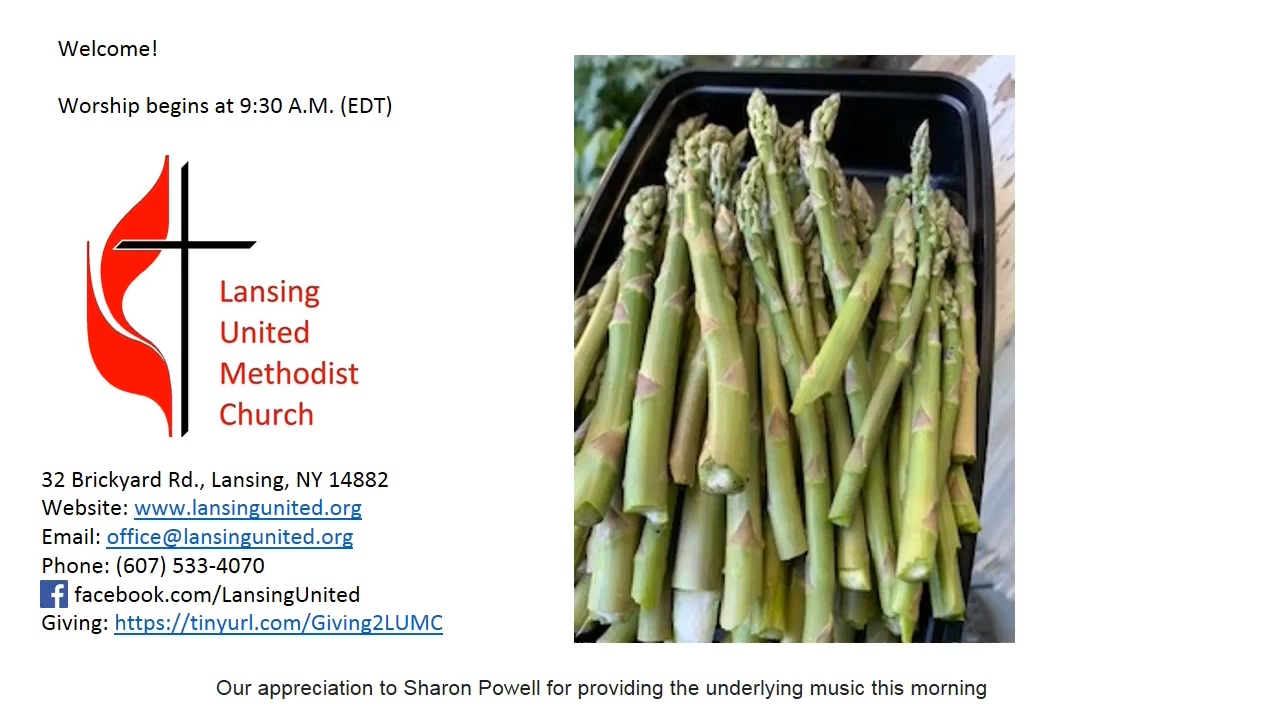 Welcome!
Worship begins at 9:30 A.M. (EDT)
Lansing
United
Methodist
Church
32 Brickyard Rd., Lansing, NY 14882
Website: www.lansingunited.org
Email: office@lansingunited.org
Phone: (607) 533-4070
facebook.com/LansingUnited
Giving: https://tinyurl.com/Giving2LUMC
Our appreciation to Sharon Powell for providing the underlying music this morning